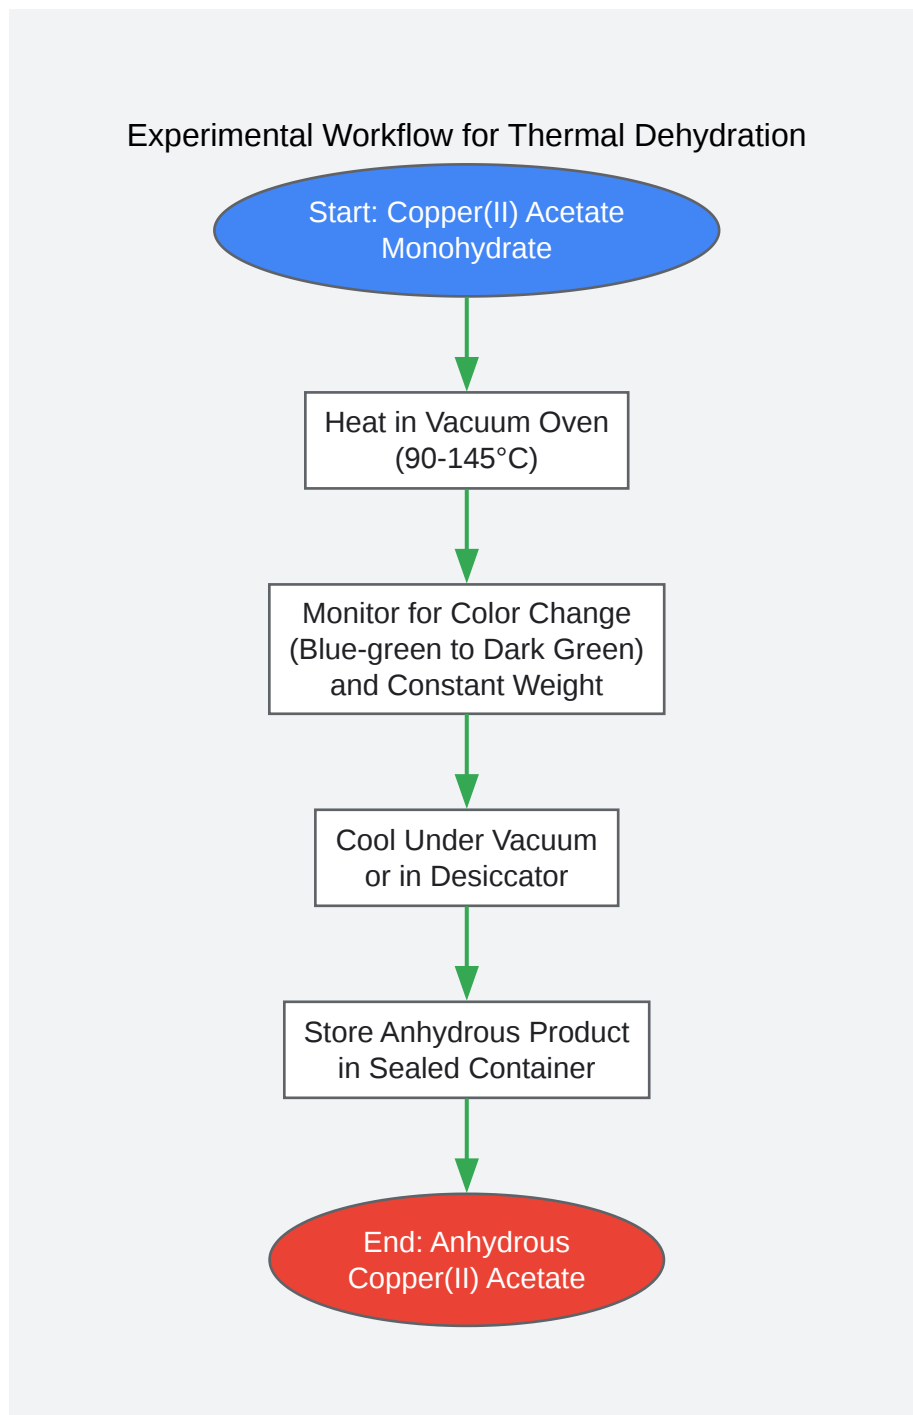 Experimental Workflow for Thermal Dehydration
Start: Copper(II) Acetate
Monohydrate
Heat in Vacuum Oven
(90-145°C)
Monitor for Color Change
(Blue-green to Dark Green)
and Constant Weight
Cool Under Vacuum
or in Desiccator
Store Anhydrous Product
in Sealed Container
End: Anhydrous
Copper(II) Acetate